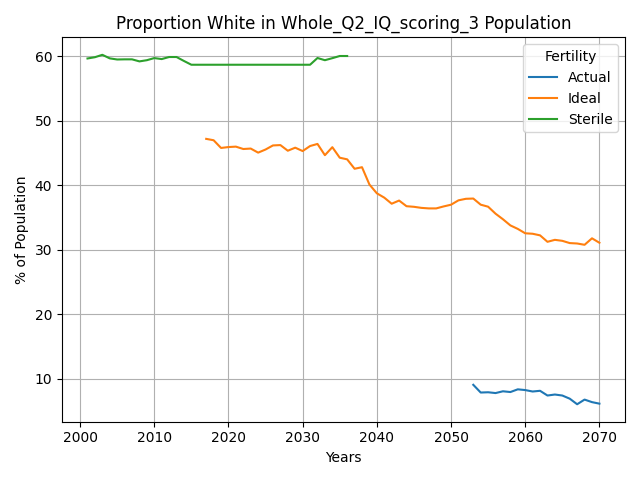 Proportion White in Whole_Q2_IQ_scoring_3 Population
Fertility
Actual
Ideal
Sterile
% of Population
60
50
40
30
20
10
2000 2010 2020 2030 2040 2050 2060 2070
Years